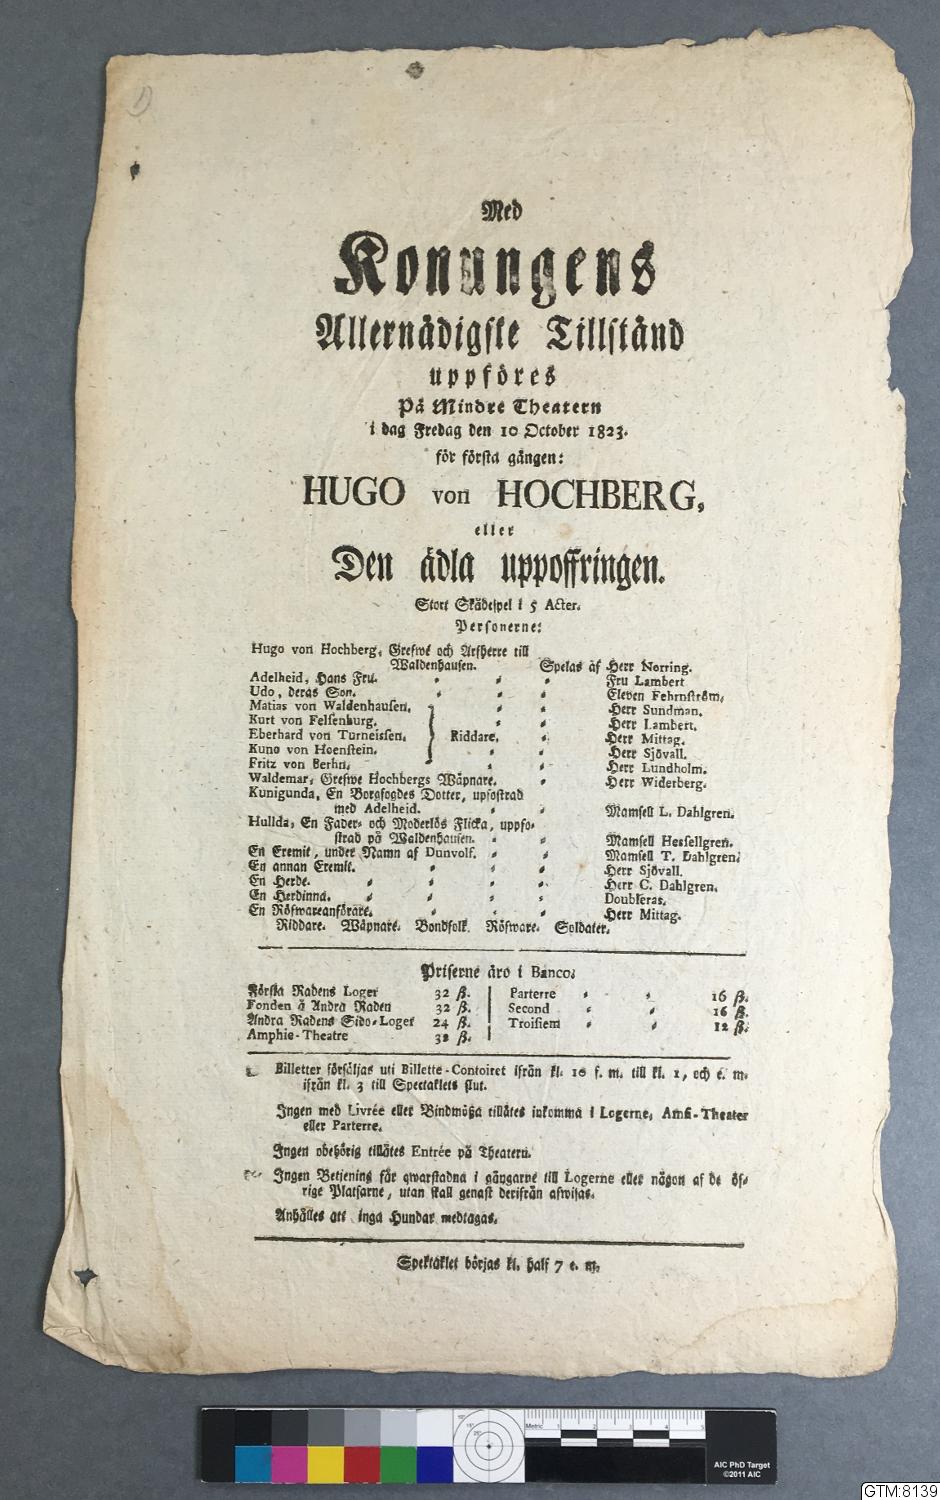 Med
Konungens
Allernådigste Tillstånd
uppföres
På Mindre Theatern
i dag Fredag den 10 October 1823.
för första gången:
HUGO von HOCHBERG,
eller
Den ädla uppoffringen.
Stort Skådespel i 5 Acter.
Personerne:
Hugo von Hochberg, Grefwe och Arfherre till
Waldenhausen. Spelas af Herr Norring.
Adelheid, Hans Fru. Fru Lambert
Udo, deras Son. Eleven Fehrnström.
Matias von Waldenhausen. Herr Sundman.
Kurt von Felsenburg. Herr Lambert.
Eberhard von Turneissen. } Riddare. Herr Mittag.
Kuno von Hoenstein. Herr Sjövall.
Fritz von Berhn. Herr Lundholm.
Waldemar, Grefwe Hochbergs Wäpnare. Herr Widerberg.
Kunigunda, En Borgfogdes Dotter, upfostrad
med Adelheid. Mamsell L. Dahlgren.
Hullda, En Fader- och Moderlös Flicka, uppfo-
strad på Waldenhausen. Mamsell Hessellgren.
En Eremit, under Namn af Dunvolf. Mamsell T. Dahlgren.
En annan Eremit. Herr Sjövall.
En Herde. Herr C. Dahlgren.
En Herdinna. Doubleras.
En Röfwareanförare. Herr Mittag.
Riddare. Wäpnare. Bondfolk. Röfware. Soldater.
Priserne äro i Banco:
Första Radens Loger 32 ß. Parterre 16 ß.
Fonden å Andra Raden 32 ß. Second 16 ß.
Andra Radens Sido-Loger 24 ß. Troisiem 12 ß.
Amphie-Theatre 32 ß.
Billetter försäljas uti Billette-Contoiret ifrån kl. 10 f. m. till kl. 1, och e. m.
ifrån kl. 3 till Spectaklets slut.
Ingen med Livrée eller Bindmössa tillåtes inkomma i Logerne, Amfi-Theater
eller Parterre.
Ingen obehörig tillåtes Entrée på Theatern.
Ingen Betjening får qwarstadna i gångarne till Logerne eller någon af de öf-
rige Platsarne, utan skall genast derifrån afwisas.
Anhålles att inga Hundar medtagas.
Spektaklet börjas kl. half 7 e. m.
Metric 1 2 3 4 5
AIC PhD Target
©2011 AIC
GTM:8139